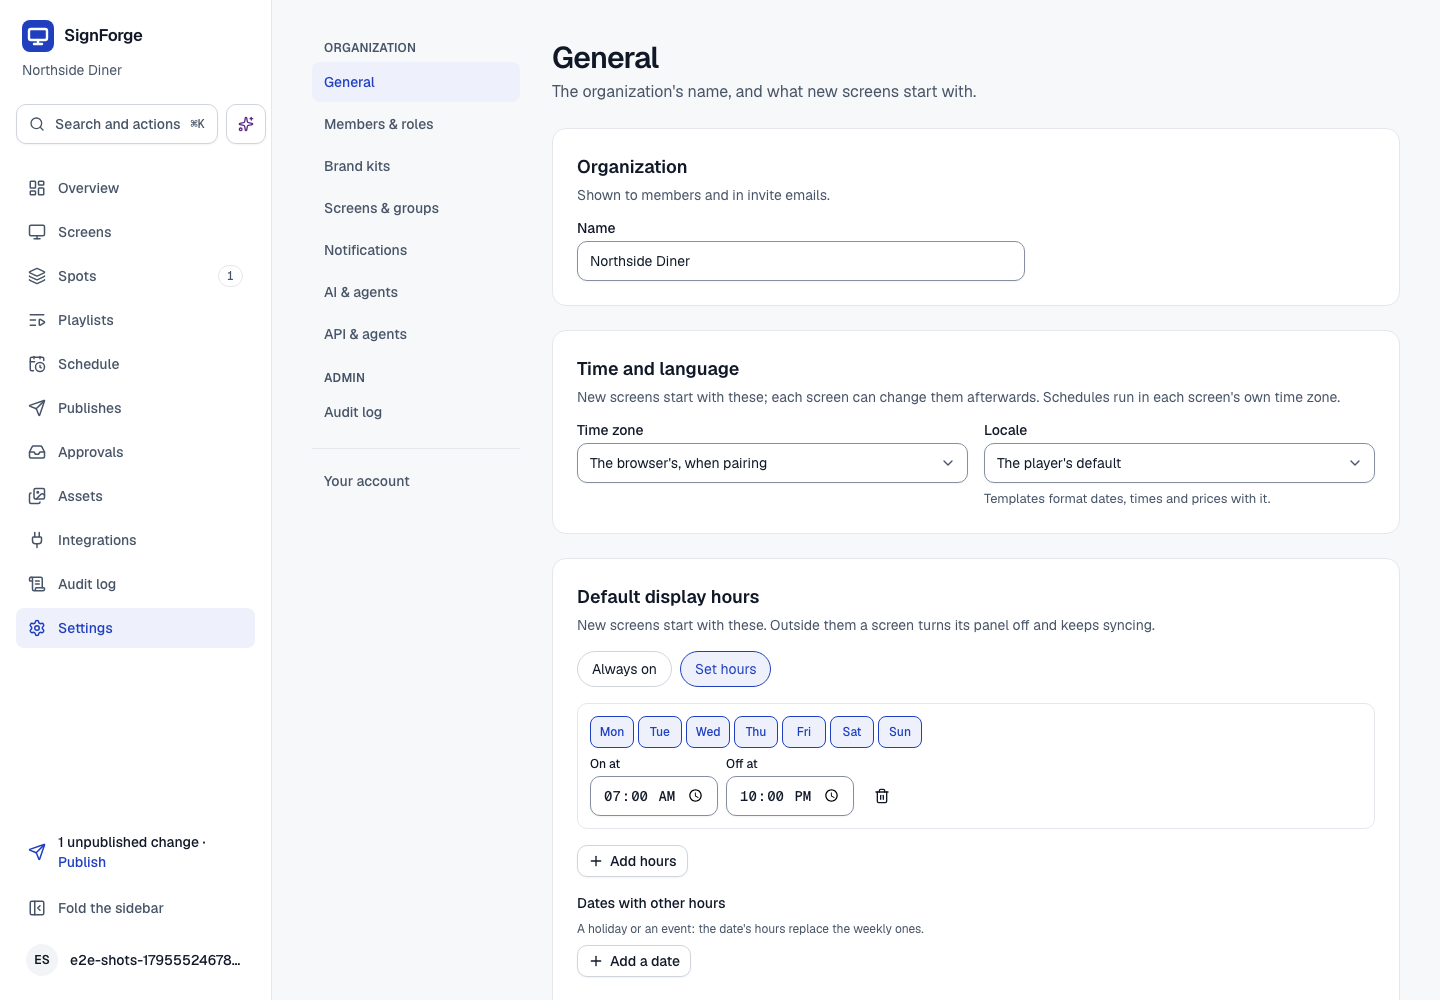 SignForge
Northside Diner
Search and actions ⌘K
Overview
Screens
Spots 1
Playlists
Schedule
Publishes
Approvals
Assets
Integrations
Audit log
Settings
1 unpublished change ·
Publish
Fold the sidebar
ES e2e-shots-17955524678...
ORGANIZATION
General
Members & roles
Brand kits
Screens & groups
Notifications
AI & agents
API & agents
ADMIN
Audit log
Your account
General
The organization's name, and what new screens start with.
Organization
Shown to members and in invite emails.
Name
Northside Diner
Time and language
New screens start with these; each screen can change them afterwards. Schedules run in each screen's own time zone.
Time zone Locale
The browser's, when pairing The player's default
Templates format dates, times and prices with it.
Default display hours
New screens start with these. Outside them a screen turns its panel off and keeps syncing.
Always on Set hours
Mon Tue Wed Thu Fri Sat Sun
On at Off at
07:00 AM 10:00 PM
Add hours
Dates with other hours
A holiday or an event: the date's hours replace the weekly ones.
Add a date